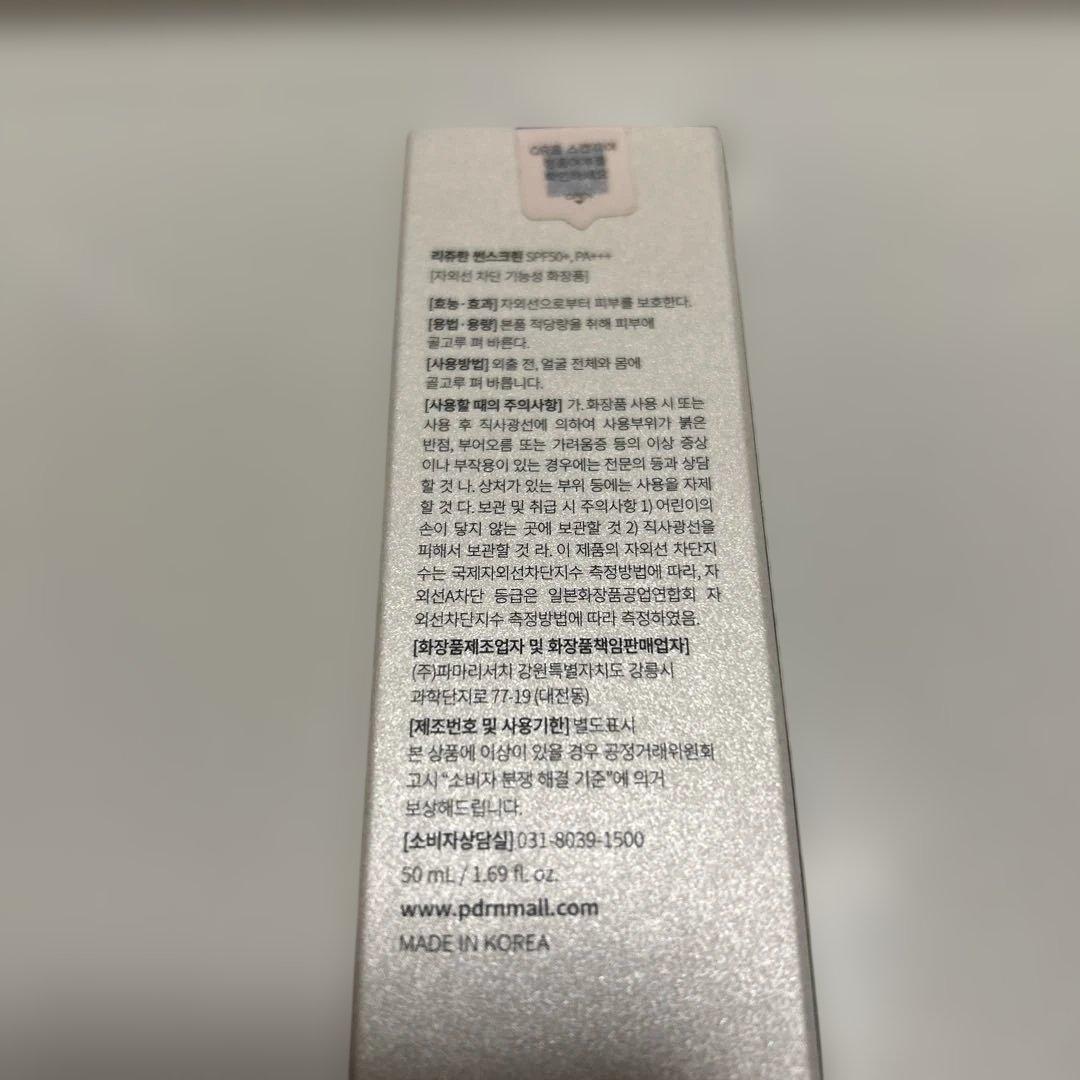 QR을 스캔하여
정품여부를
확인하세요
리쥬란 썬스크린 SPF50+, PA+++
[자외선 차단 기능성 화장품]
[효능·효과] 자외선으로부터 피부를 보호한다.
[용법·용량] 본품 적당량을 취해 피부에
골고루 펴 바른다.
[사용방법] 외출 전, 얼굴 전체와 몸에
골고루 펴 바릅니다.
[사용할 때의 주의사항] 가. 화장품 사용 시 또는
사용 후 직사광선에 의하여 사용부위가 붉은
반점, 부어오름 또는 가려움증 등의 이상 증상
이나 부작용이 있는 경우에는 전문의 등과 상담
할 것 나. 상처가 있는 부위 등에는 사용을 자제
할 것 다. 보관 및 취급 시 주의사항 1) 어린이의
손이 닿지 않는 곳에 보관할 것 2) 직사광선을
피해서 보관할 것 라. 이 제품의 자외선 차단지
수는 국제자외선차단지수 측정방법에 따라, 자
외선A차단 등급은 일본화장품공업연합회 자
외선차단지수 측정방법에 따라 측정하였음.
[화장품제조업자 및 화장품책임판매업자]
(주)파마리서치 강원특별자치도 강릉시
과학단지로 77-19 (대전동)
[제조번호 및 사용기한] 별도표시
본 상품에 이상이 있을 경우 공정거래위원회
고시 “소비자 분쟁 해결 기준”에 의거
보상해드립니다.
[소비자상담실] 031-8039-1500
50 mL / 1.69 fl. oz.
www.pdrnmall.com
MADE IN KOREA